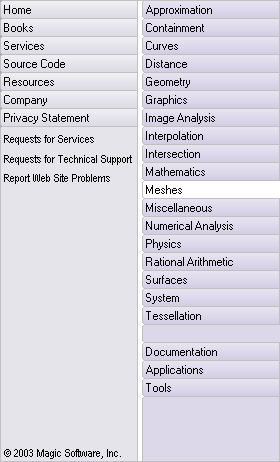 Home
Books
Services
Source Code
Resources
Company
Privacy Statement
Requests for Services
Requests for Technical Support
Report Web Site Problems
© 2003 Magic Software, Inc.
Approximation
Containment
Curves
Distance
Geometry
Graphics
Image Analysis
Interpolation
Intersection
Mathematics
Meshes
Miscellaneous
Numerical Analysis
Physics
Rational Arithmetic
Surfaces
System
Tessellation
Documentation
Applications
Tools